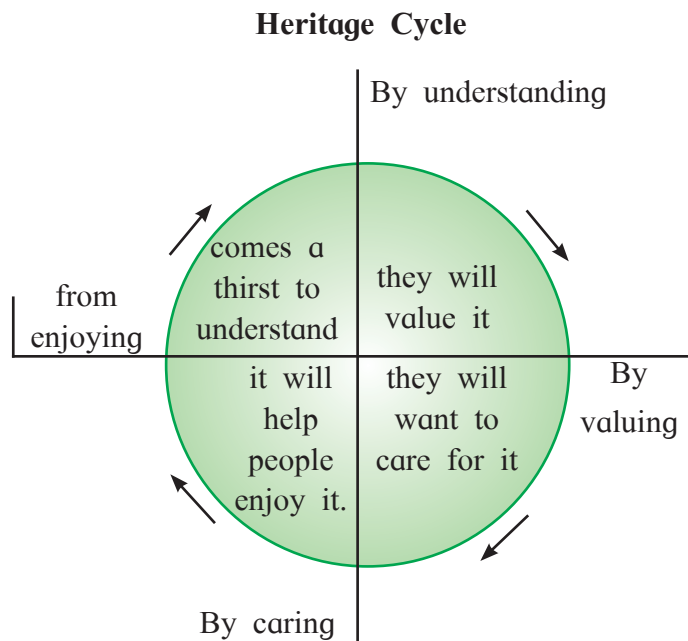 Heritage Cycle
By understanding
they will
value it
By
valuing
they will
want to
care for it
By caring
it will
help
people
enjoy it.
from
enjoying
comes a
thirst to
understand